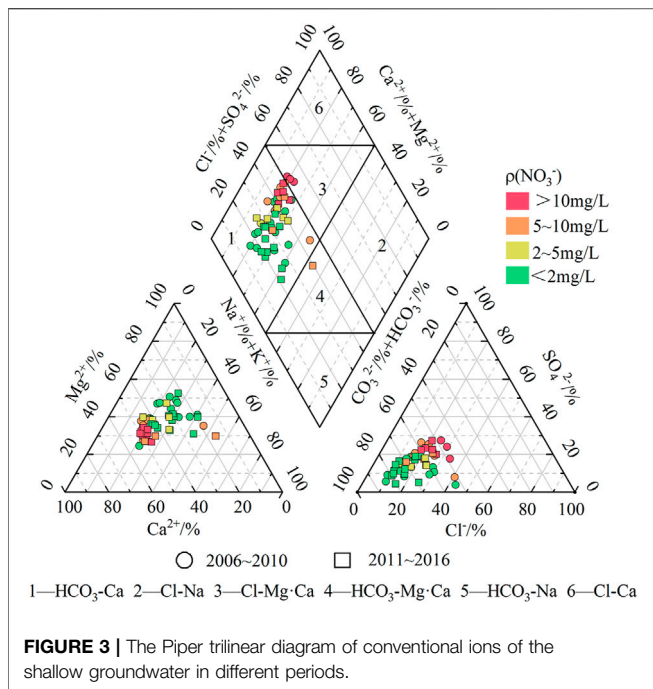 100 100
80 80
60 60
40 40
20 20
0 0
Cl⁻/%+SO₄²⁻/%
Ca²⁺/%+Mg²⁺/%
6
3
1
2
4
5
ρ(NO₃⁻)
>10mg/L
5~10mg/L
2~5mg/L
<2mg/L
100 0
80 20
60 40
40 60
20 80
0 100
Mg²⁺/%
Na⁺/%+K⁺/%
100 80 60 40 20 0
Ca²⁺/%
CO₃²⁻/%+HCO₃⁻/%
SO₄²⁻/%
0 100
20 80
40 60
60 40
80 20
100 0
0 20 40 60 80 100
Cl⁻/%
2006~2010 2011~2016
1—HCO₃-Ca 2—Cl-Na 3—Cl-Mg·Ca 4—HCO₃-Mg·Ca 5—HCO₃-Na 6—Cl-Ca
FIGURE 3 | The Piper trilinear diagram of conventional ions of the
shallow groundwater in different periods.